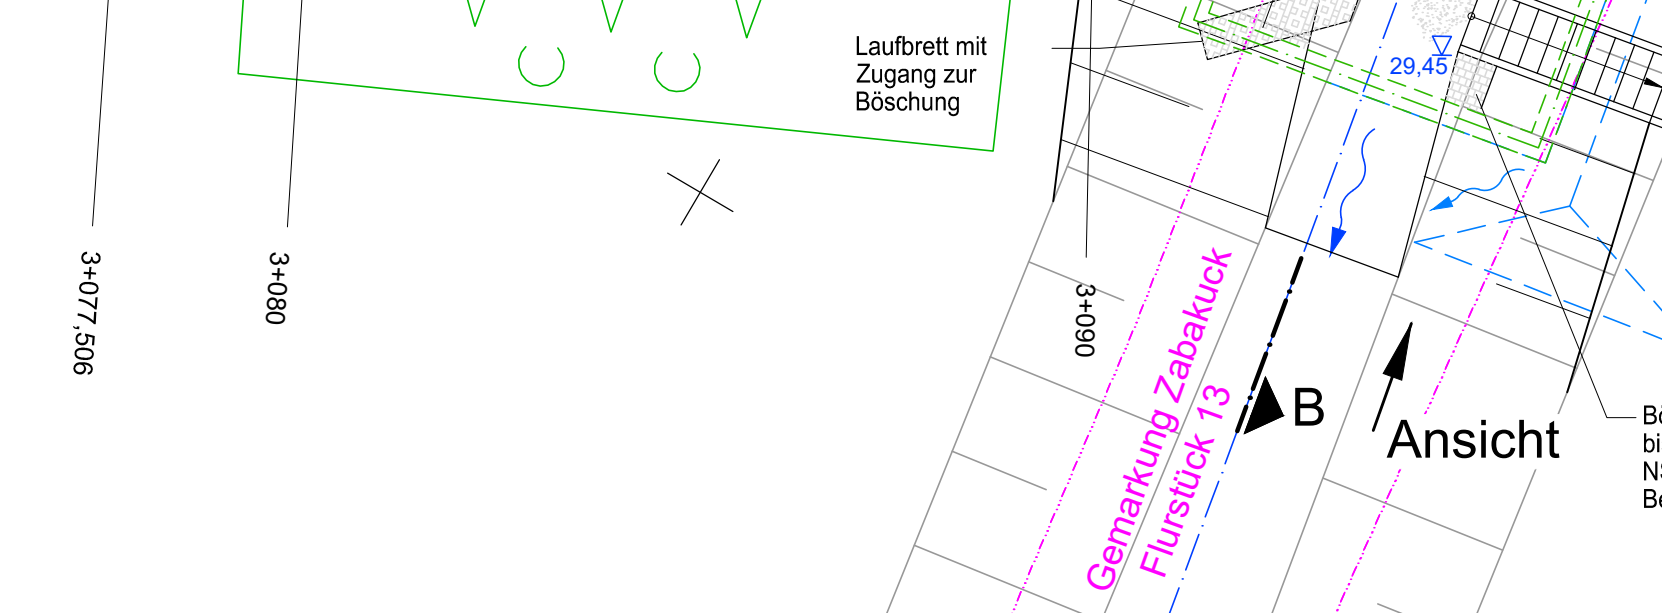 Laufbrett mit
Zugang zur
Böschung
29,45
3+077,506
3+080
3+090
Gemarkung Zabakuck
Flurstück 13
B
Ansicht